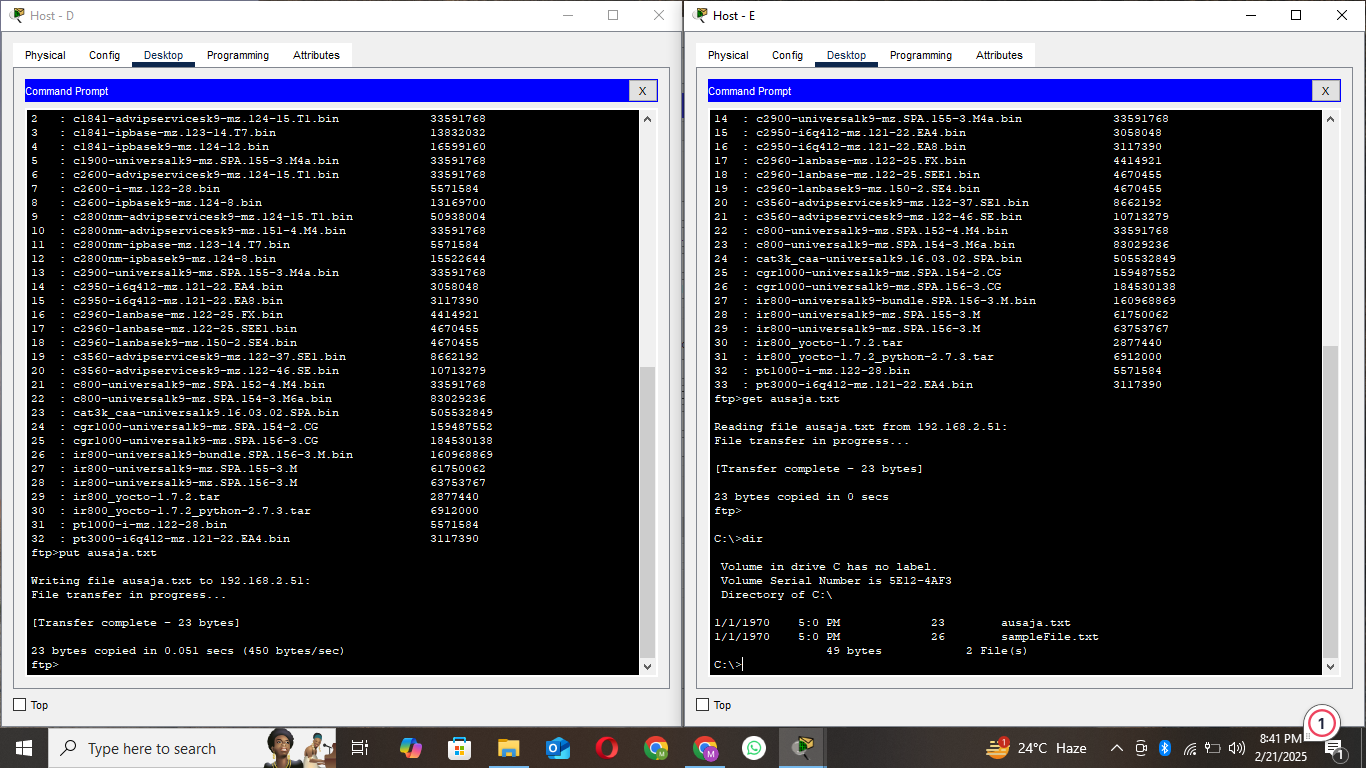 Host - D
Physical Config Desktop Programming Attributes
Command Prompt X
2 : c1841-advipservicesk9-mz.124-15.T1.bin 33591768
3 : c1841-ipbase-mz.123-14.T7.bin 13832032
4 : c1841-ipbasek9-mz.124-12.bin 16599160
5 : c1900-universalk9-mz.SPA.155-3.M4a.bin 33591768
6 : c2600-advipservicesk9-mz.124-15.T1.bin 33591768
7 : c2600-i-mz.122-28.bin 5571584
8 : c2600-ipbasek9-mz.124-8.bin 13169700
9 : c2800nm-advipservicesk9-mz.124-15.T1.bin 50938004
10 : c2800nm-advipservicesk9-mz.151-4.M4.bin 33591768
11 : c2800nm-ipbase-mz.123-14.T7.bin 5571584
12 : c2800nm-ipbasek9-mz.124-8.bin 15522644
13 : c2900-universalk9-mz.SPA.155-3.M4a.bin 33591768
14 : c2950-i6q4l2-mz.121-22.EA4.bin 3058048
15 : c2950-i6q4l2-mz.121-22.EA8.bin 3117390
16 : c2960-lanbase-mz.122-25.FX.bin 4414921
17 : c2960-lanbase-mz.122-25.SEE1.bin 4670455
18 : c2960-lanbasek9-mz.150-2.SE4.bin 4670455
19 : c3560-advipservicesk9-mz.122-37.SE1.bin 8662192
20 : c3560-advipservicesk9-mz.122-46.SE.bin 10713279
21 : c800-universalk9-mz.SPA.152-4.M4.bin 33591768
22 : c800-universalk9-mz.SPA.154-3.M6a.bin 83029236
23 : cat3k_caa-universalk9.16.03.02.SPA.bin 505532849
24 : cgr1000-universalk9-mz.SPA.154-2.CG 159487552
25 : cgr1000-universalk9-mz.SPA.156-3.CG 184530138
26 : ir800-universalk9-bundle.SPA.156-3.M.bin 160968869
27 : ir800-universalk9-mz.SPA.155-3.M 61750062
28 : ir800-universalk9-mz.SPA.156-3.M 63753767
29 : ir800_yocto-1.7.2.tar 2877440
30 : ir800_yocto-1.7.2_python-2.7.3.tar 6912000
31 : pt1000-i-mz.122-28.bin 5571584
32 : pt3000-i6q4l2-mz.121-22.EA4.bin 3117390
ftp>put ausaja.txt
Writing file ausaja.txt to 192.168.2.51:
File transfer in progress...
[Transfer complete - 23 bytes]
23 bytes copied in 0.051 secs (450 bytes/sec)
ftp>
Top
Host - E
Physical Config Desktop Programming Attributes
Command Prompt X
14 : c2900-universalk9-mz.SPA.155-3.M4a.bin 33591768
15 : c2950-i6q4l2-mz.121-22.EA4.bin 3058048
16 : c2950-i6q4l2-mz.121-22.EA8.bin 3117390
17 : c2960-lanbase-mz.122-25.FX.bin 4414921
18 : c2960-lanbase-mz.122-25.SEE1.bin 4670455
19 : c2960-lanbasek9-mz.150-2.SE4.bin 4670455
20 : c3560-advipservicesk9-mz.122-37.SE1.bin 8662192
21 : c3560-advipservicesk9-mz.122-46.SE.bin 10713279
22 : c800-universalk9-mz.SPA.152-4.M4.bin 33591768
23 : c800-universalk9-mz.SPA.154-3.M6a.bin 83029236
24 : cat3k_caa-universalk9.16.03.02.SPA.bin 505532849
25 : cgr1000-universalk9-mz.SPA.154-2.CG 159487552
26 : cgr1000-universalk9-mz.SPA.156-3.CG 184530138
27 : ir800-universalk9-bundle.SPA.156-3.M.bin 160968869
28 : ir800-universalk9-mz.SPA.155-3.M 61750062
29 : ir800-universalk9-mz.SPA.156-3.M 63753767
30 : ir800_yocto-1.7.2.tar 2877440
31 : ir800_yocto-1.7.2_python-2.7.3.tar 6912000
32 : pt1000-i-mz.122-28.bin 5571584
33 : pt3000-i6q4l2-mz.121-22.EA4.bin 3117390
ftp>get ausaja.txt
Reading file ausaja.txt from 192.168.2.51:
File transfer in progress...
[Transfer complete - 23 bytes]
23 bytes copied in 0 secs
ftp>
C:\>dir
Volume in drive C has no label.
Volume Serial Number is 5E12-4AF3
Directory of C:\
1/1/1970 5:0 PM 23 ausaja.txt
1/1/1970 5:0 PM 26 sampleFile.txt
49 bytes 2 File(s)
C:\>
Top
1
Type here to search
M
M
1
24°C Haze
8:41 PM
2/21/2025
1